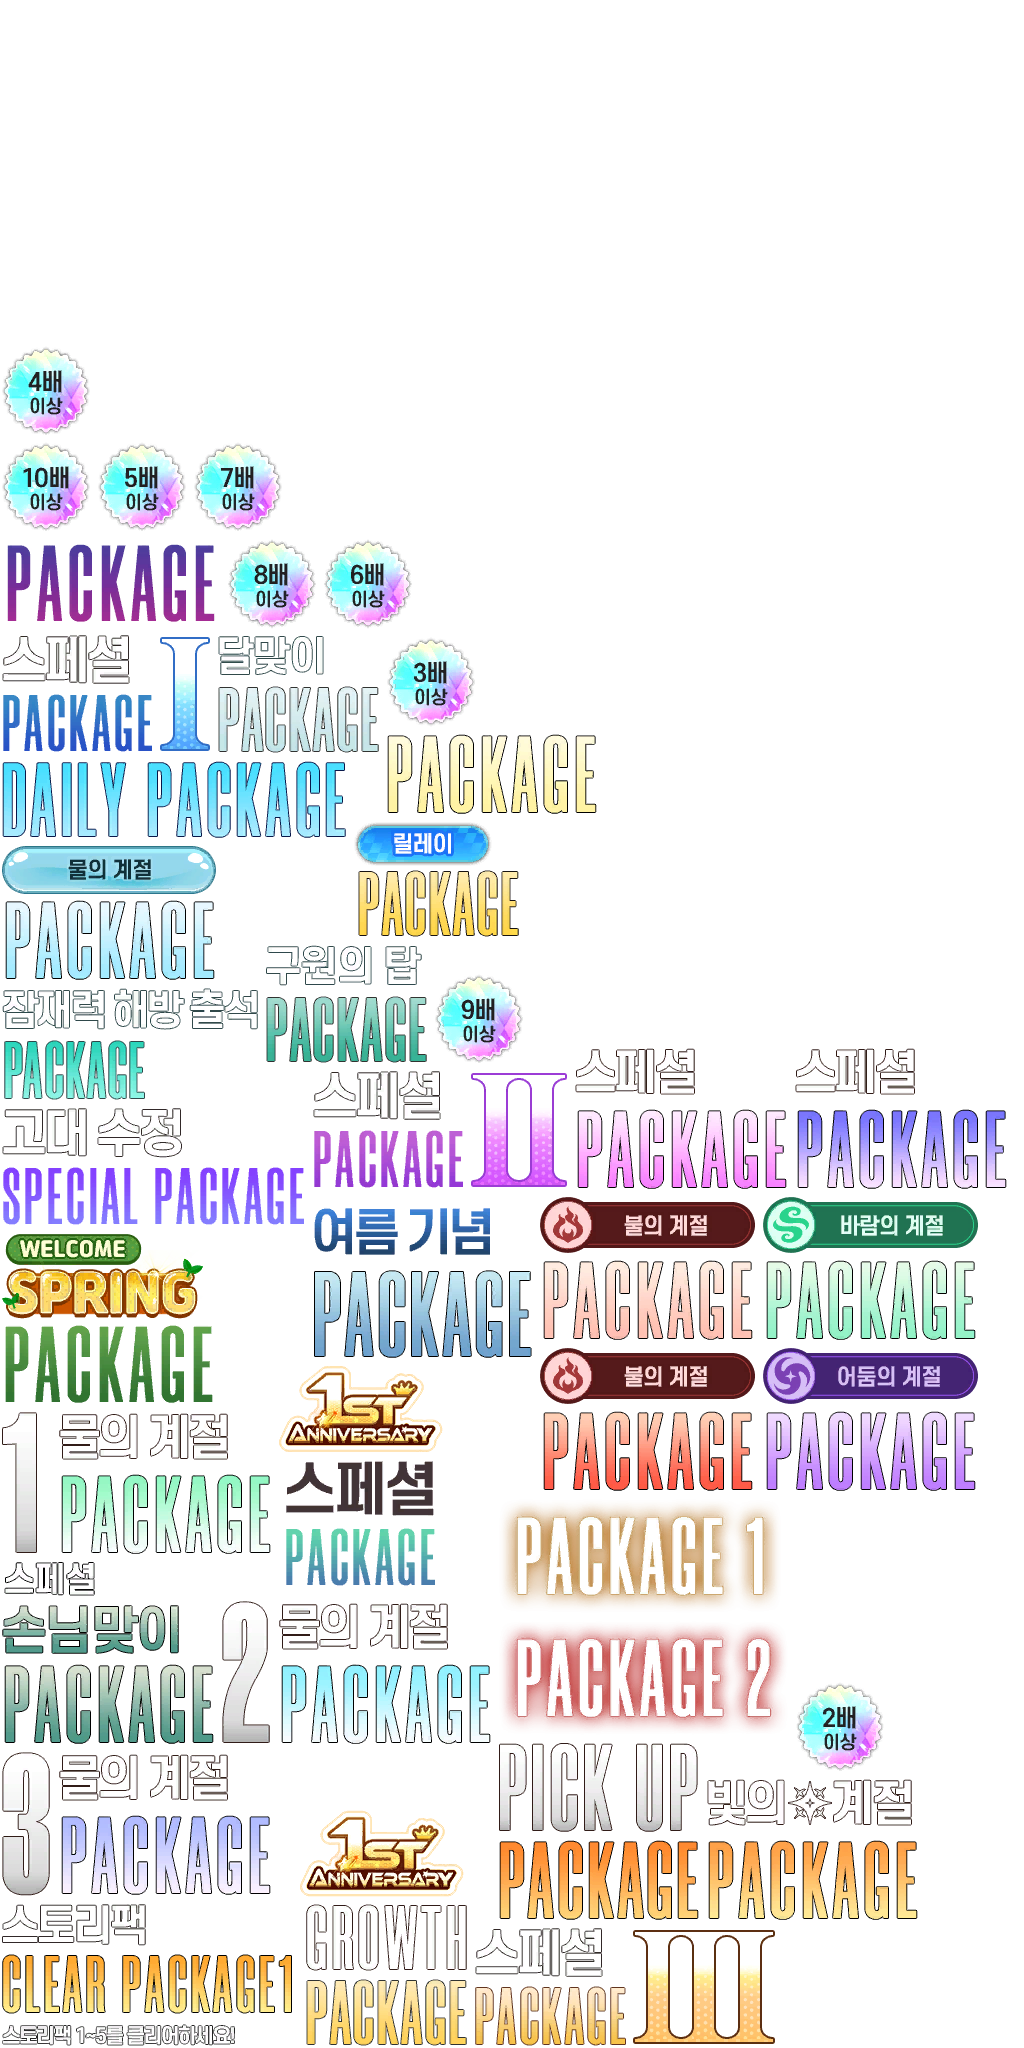 4배
이상
10배
이상
5배
이상
7배
이상
PACKAGE
8배
이상
6배
이상
스페셜
PACKAGE
I
달맞이
PACKAGE
3배
이상
PACKAGE
DAILY PACKAGE
릴레이
PACKAGE
물의 계절
PACKAGE
구원의 탑
PACKAGE
9배
이상
잠재력 해방 출석
PACKAGE
스페셜
PACKAGE
II
스페셜
PACKAGE
스페셜
PACKAGE
고대 수정
SPECIAL PACKAGE
여름 기념
PACKAGE
불의 계절
PACKAGE
바람의 계절
PACKAGE
WELCOME
SPRING
PACKAGE
불의 계절
PACKAGE
어둠의 계절
PACKAGE
1ST
ANNIVERSARY
스페셜
PACKAGE
1
물의 계절
PACKAGE
PACKAGE 1
스페셜
손님맞이
PACKAGE
2
물의 계절
PACKAGE
PACKAGE 2
2배
이상
3
물의 계절
PACKAGE
PICK UP
PACKAGE
빛의 계절
PACKAGE
1ST
ANNIVERSARY
GROWTH
PACKAGE
스토리팩
CLEAR PACKAGE1
스토리팩 1~5를 클리어하세요!
스페셜
PACKAGE
III